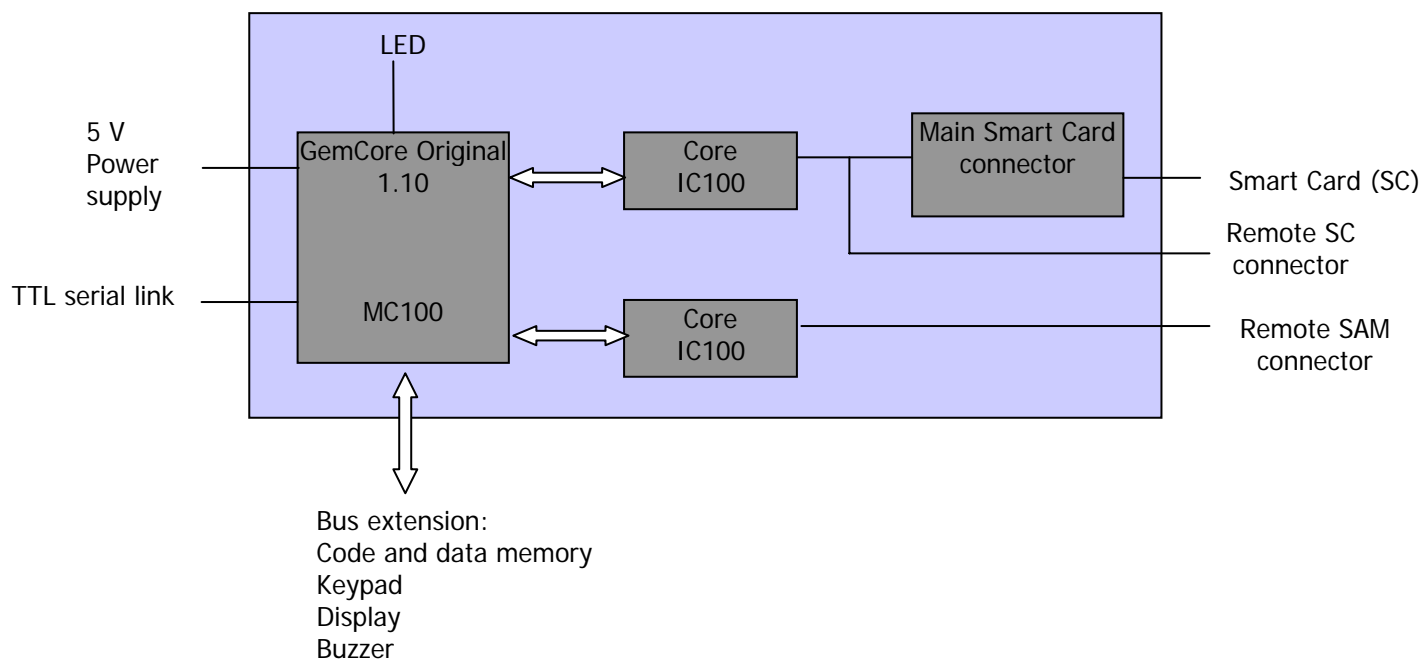 LED
5 V
Power
supply
GemCore Original
1.10
MC100
TTL serial link
Core
IC100
Core
IC100
Main Smart Card
connector
Smart Card (SC)
Remote SC
connector
Remote SAM
connector
Bus extension:
Code and data memory
Keypad
Display
Buzzer